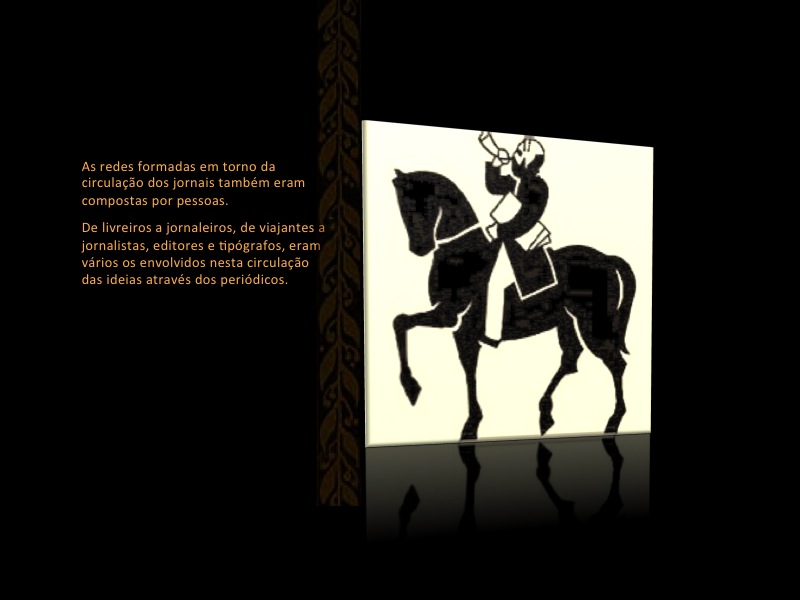 As redes formadas em torno da
circulação dos jornais também eram
compostas por pessoas.
De livreiros a jornaleiros, de viajantes a
jornalistas, editores e tipógrafos, eram
vários os envolvidos nesta circulação
das ideias através dos periódicos.